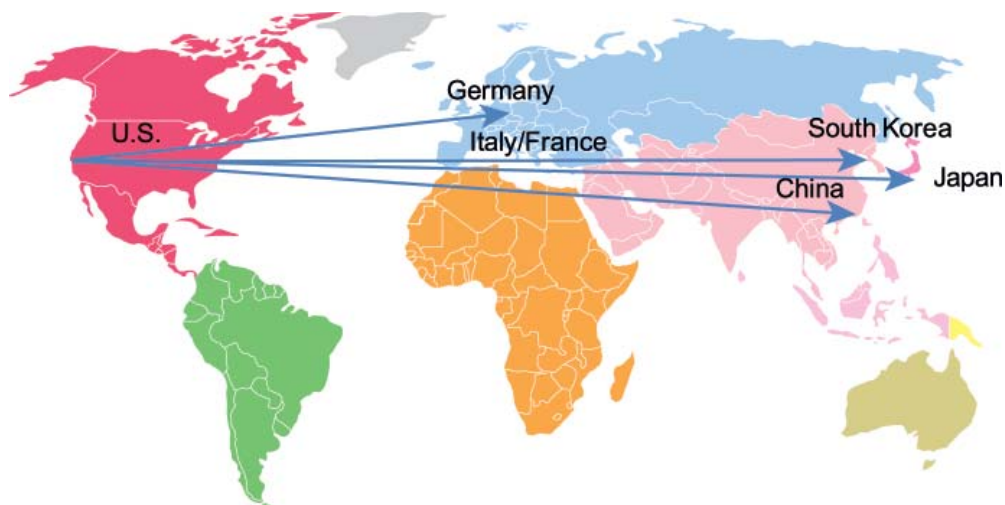 Germany
U.S.
Italy/France
South Korea
China
Japan